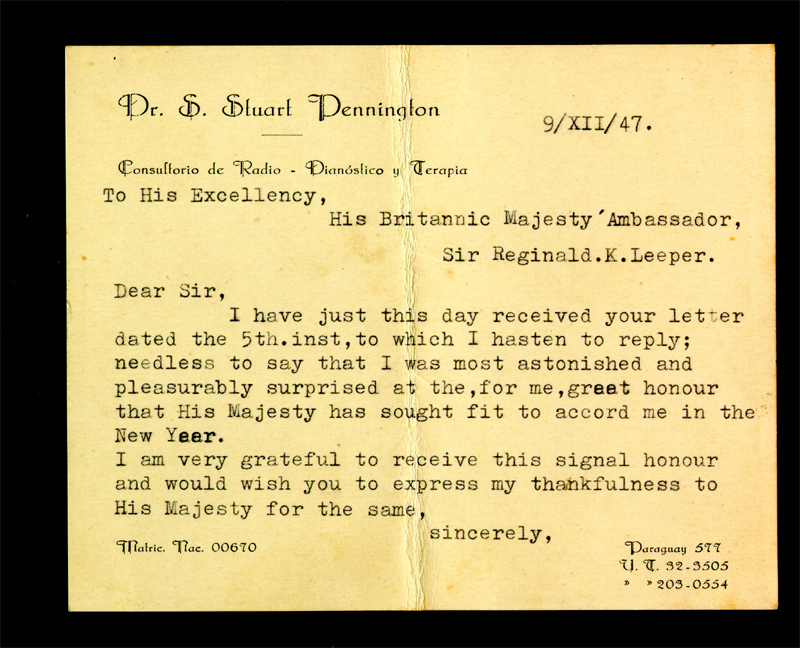 Dr. S. Stuart Pennington
9/XII/47.
Consultorio de Radio - Dianóstico y Terapia
To His Excellency,
His Britannic Majesty'Ambassador,
Sir Reginald.K.Leeper.
Dear Sir,
I have just this day received your letter
dated the 5th.inst,to which I hasten to reply;
needless to say that I was most astonished and
pleasurably surprised at the,for me,great honour
that His Majesty has sought fit to accord me in the
New Year.
I am very grateful to receive this signal honour
and would wish you to express my thankfulness to
His Majesty for the same,
sincerely,
Matric. Nac. 00670
Paraguay 577
U. T. 32-3505
» » 203-0554